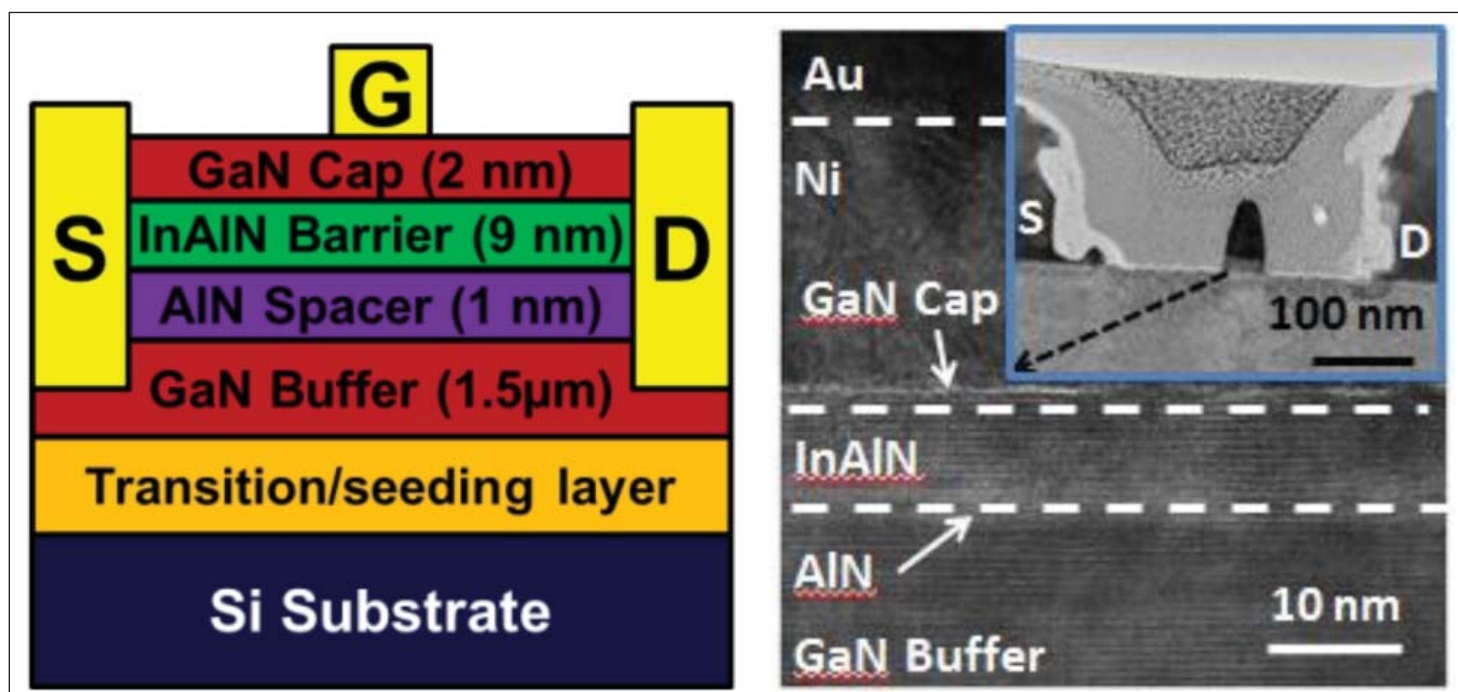 G
GaN Cap (2 nm)
S
InAlN Barrier (9 nm)
D
AlN Spacer (1 nm)
GaN Buffer (1.5µm)
Transition/seeding layer
Si Substrate
Au
Ni
GaN Cap
InAlN
AlN
GaN Buffer
10 nm
S
D
100 nm